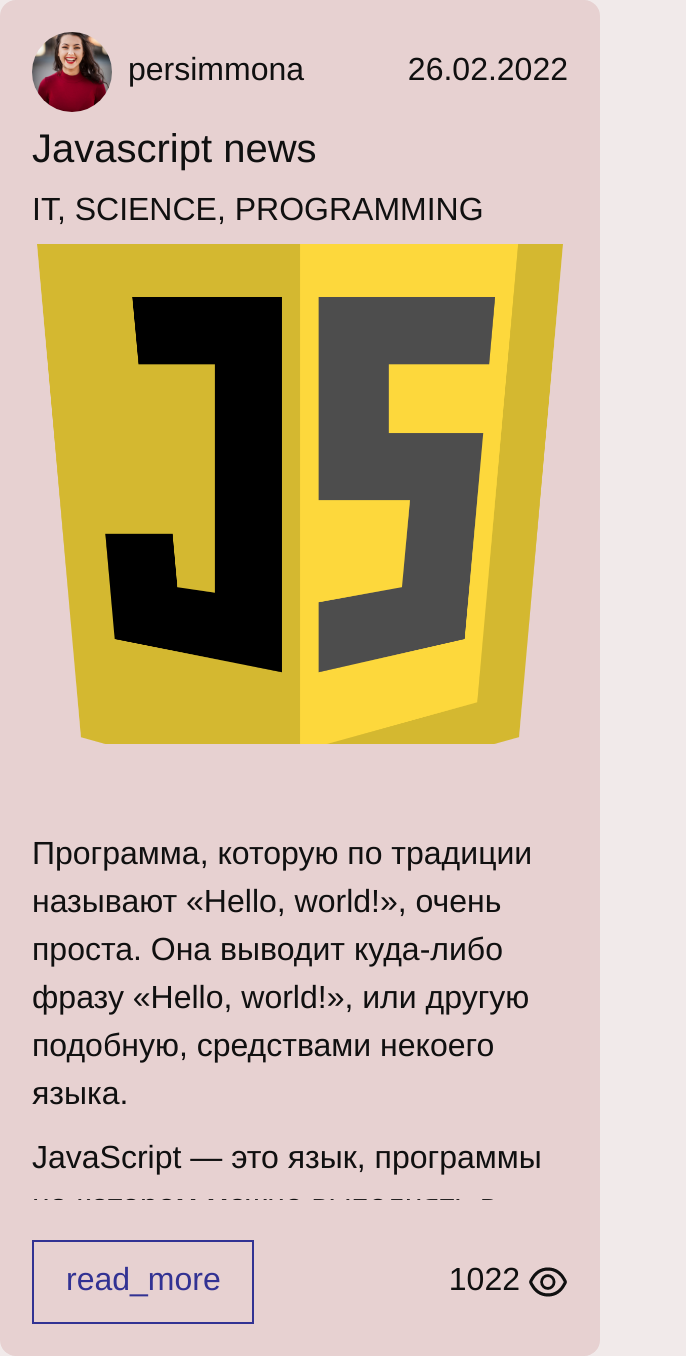 persimmona 26.02.2022
Javascript news
IT, SCIENCE, PROGRAMMING
JS
Программа, которую по традиции
называют «Hello, world!», очень
проста. Она выводит куда-либо
фразу «Hello, world!», или другую
подобную, средствами некоего
языка.
JavaScript — это язык, программы
read_more 1022